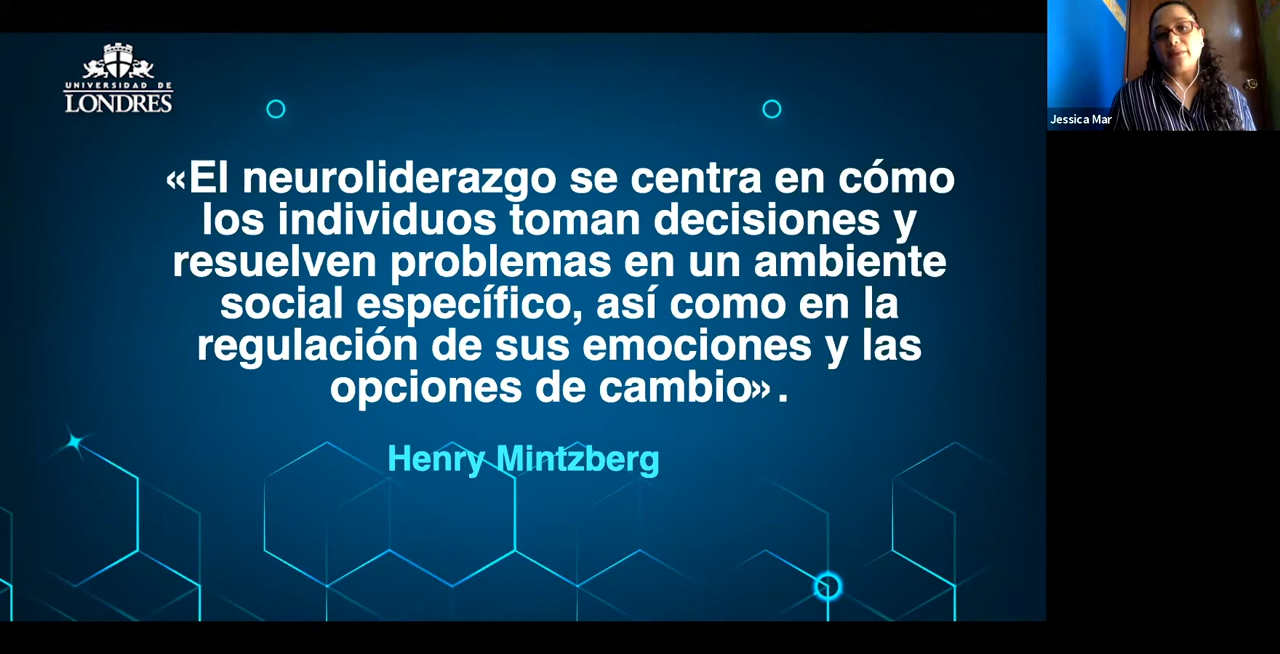 UNIVERSIDAD DE
LONDRES
«El neuroliderazgo se centra en cómo
los individuos toman decisiones y
resuelven problemas en un ambiente
social específico, así como en la
regulación de sus emociones y las
opciones de cambio».
Henry Mintzberg
Jessica Mar